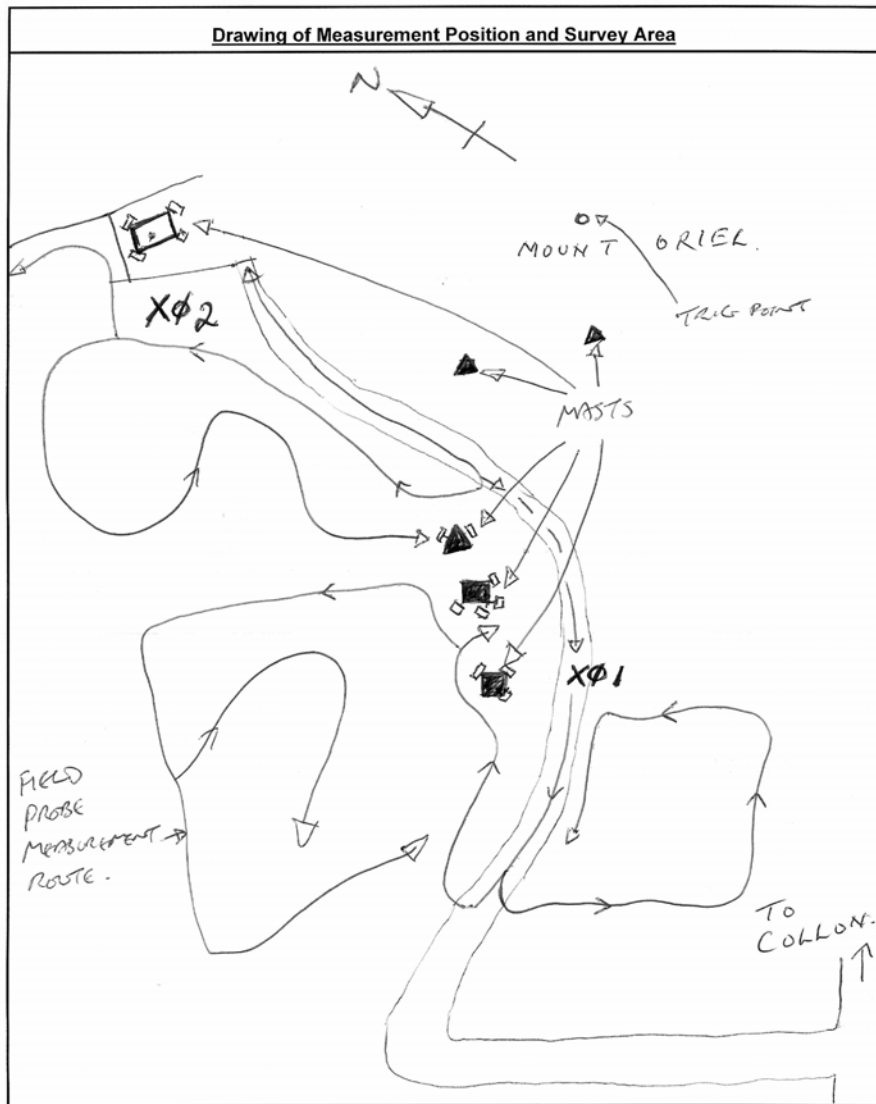 Drawing of Measurement Position and Survey Area
N
MOUNT ORIEL.
TRIG POINT
XØ2
MASTS
XØ1
FIELD
PROBE
MEASUREMENT
ROUTE.
TO
COLLON.